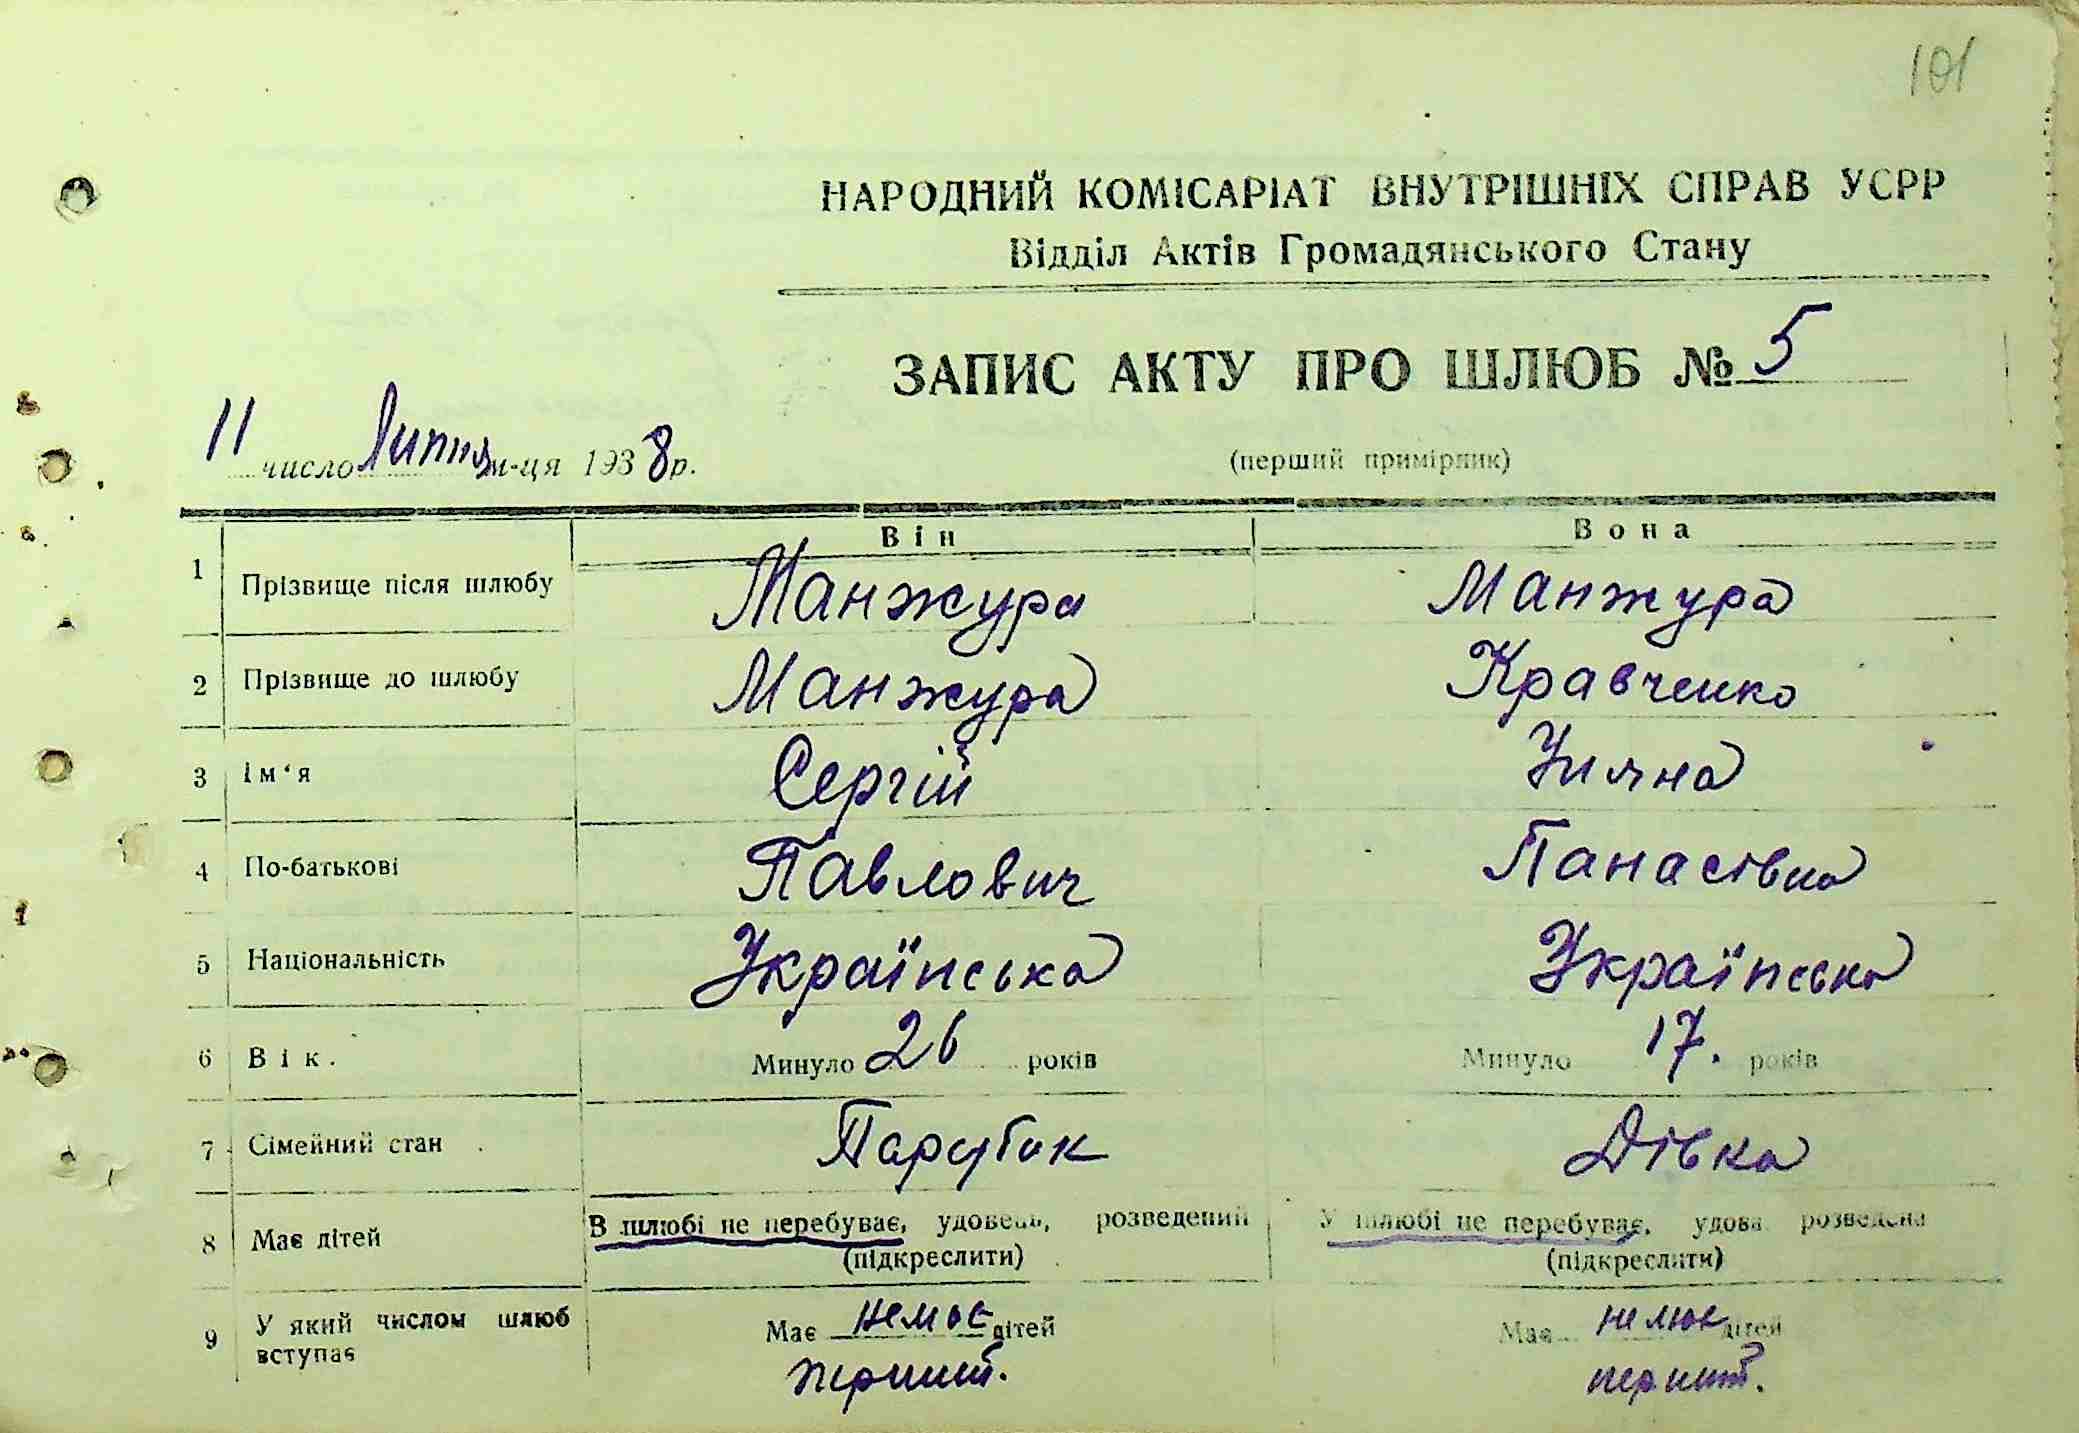 101
НАРОДНИЙ КОМІСАРІАТ ВНУТРІШНІХ СПРАВ УСРР
Відділ Актів Громадянського Стану
ЗАПИС АКТУ ПРО ШЛЮБ № 5
11 число Липня м-ця 1938 р.
(перший примірник)
Він Вона
1 Прізвище після шлюбу Манжура Манжура
2 Прізвище до шлюбу Манжура Кравченко
3 Ім‘я Сергій Уляна
4 По-батькові Павлович Панасівна
5 Національність Українська Українська
6 Вік. Минуло 26 років Минуло 17. років
7 Сімейний стан Парубок Дівка
8 Має дітей В шлюбі не перебуває, удовець, розведений У шлюбі не перебуває, удова розведена
(підкреслити) (підкреслити)
9 У який числом шлюб вступає Має немає дітей Має немає дітей
перший. перший.